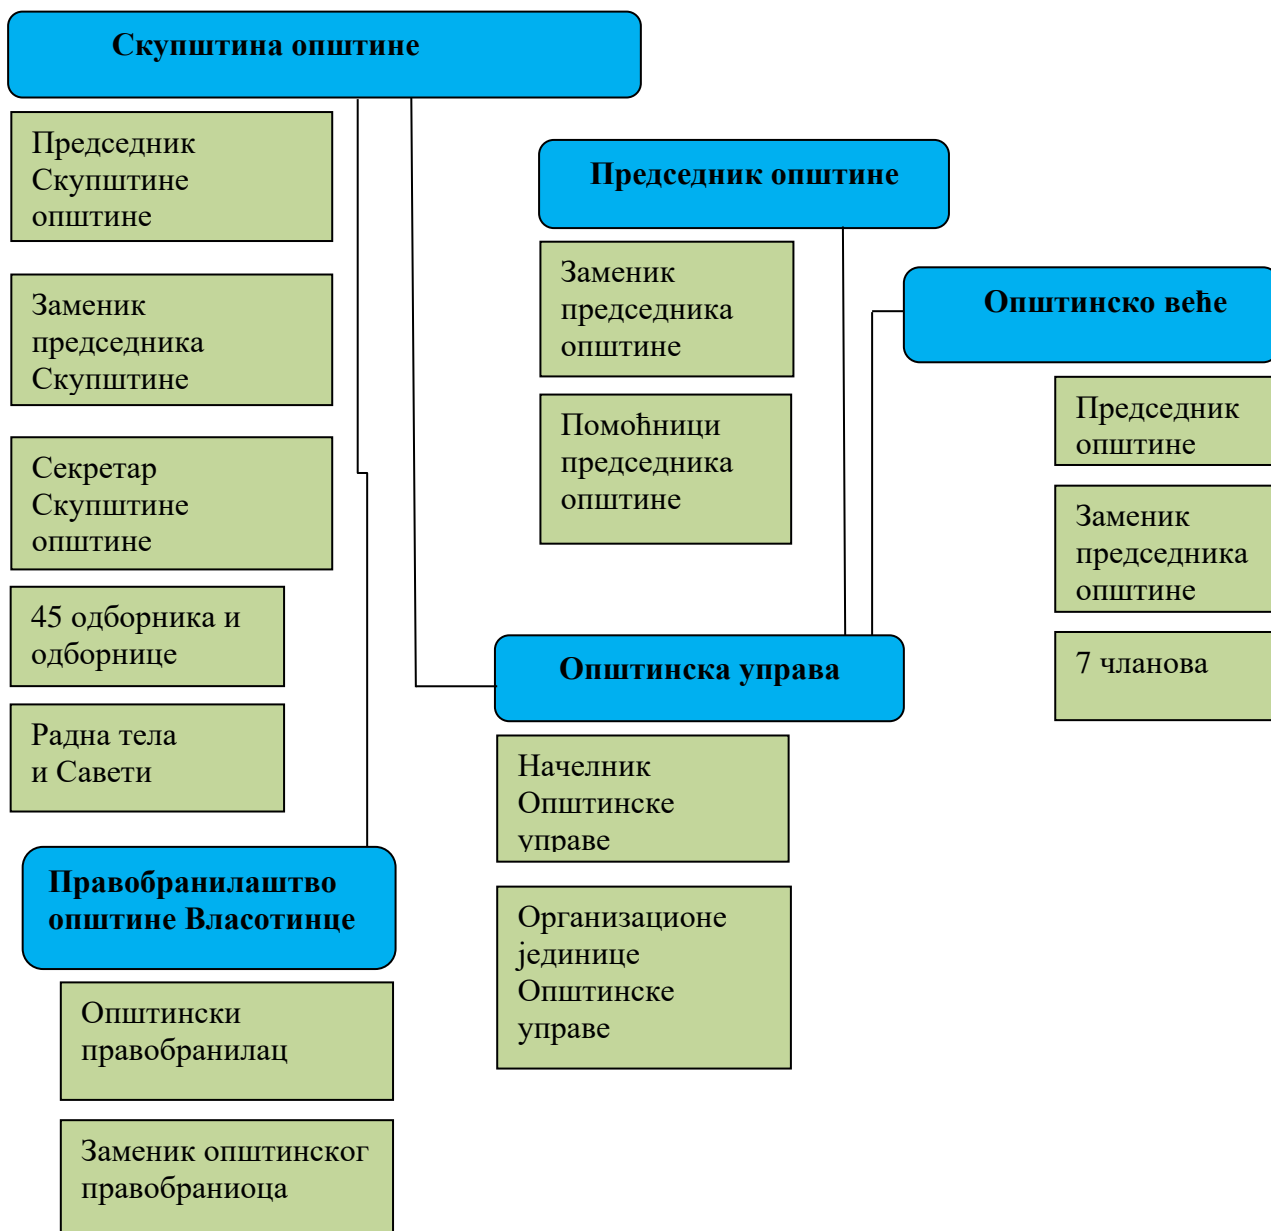 Скупштина општине
Председник
Скупштине
општине
Заменик
председника
Скупштине
Секретар
Скупштине
општине
45 одборника и
одборнице
Радна тела
и Савети
Правобранилаштво
општине Власотинце
Општински
правобранилац
Заменик општинског
правобраниоца
Председник општине
Заменик
председника
општине
Помоћници
председника
општине
Општинско веће
Председник
општине
Заменик
председника
општине
7 чланова
Општинска управа
Начелник
Општинске
управе
Организационе
јединице
Општинске
управе